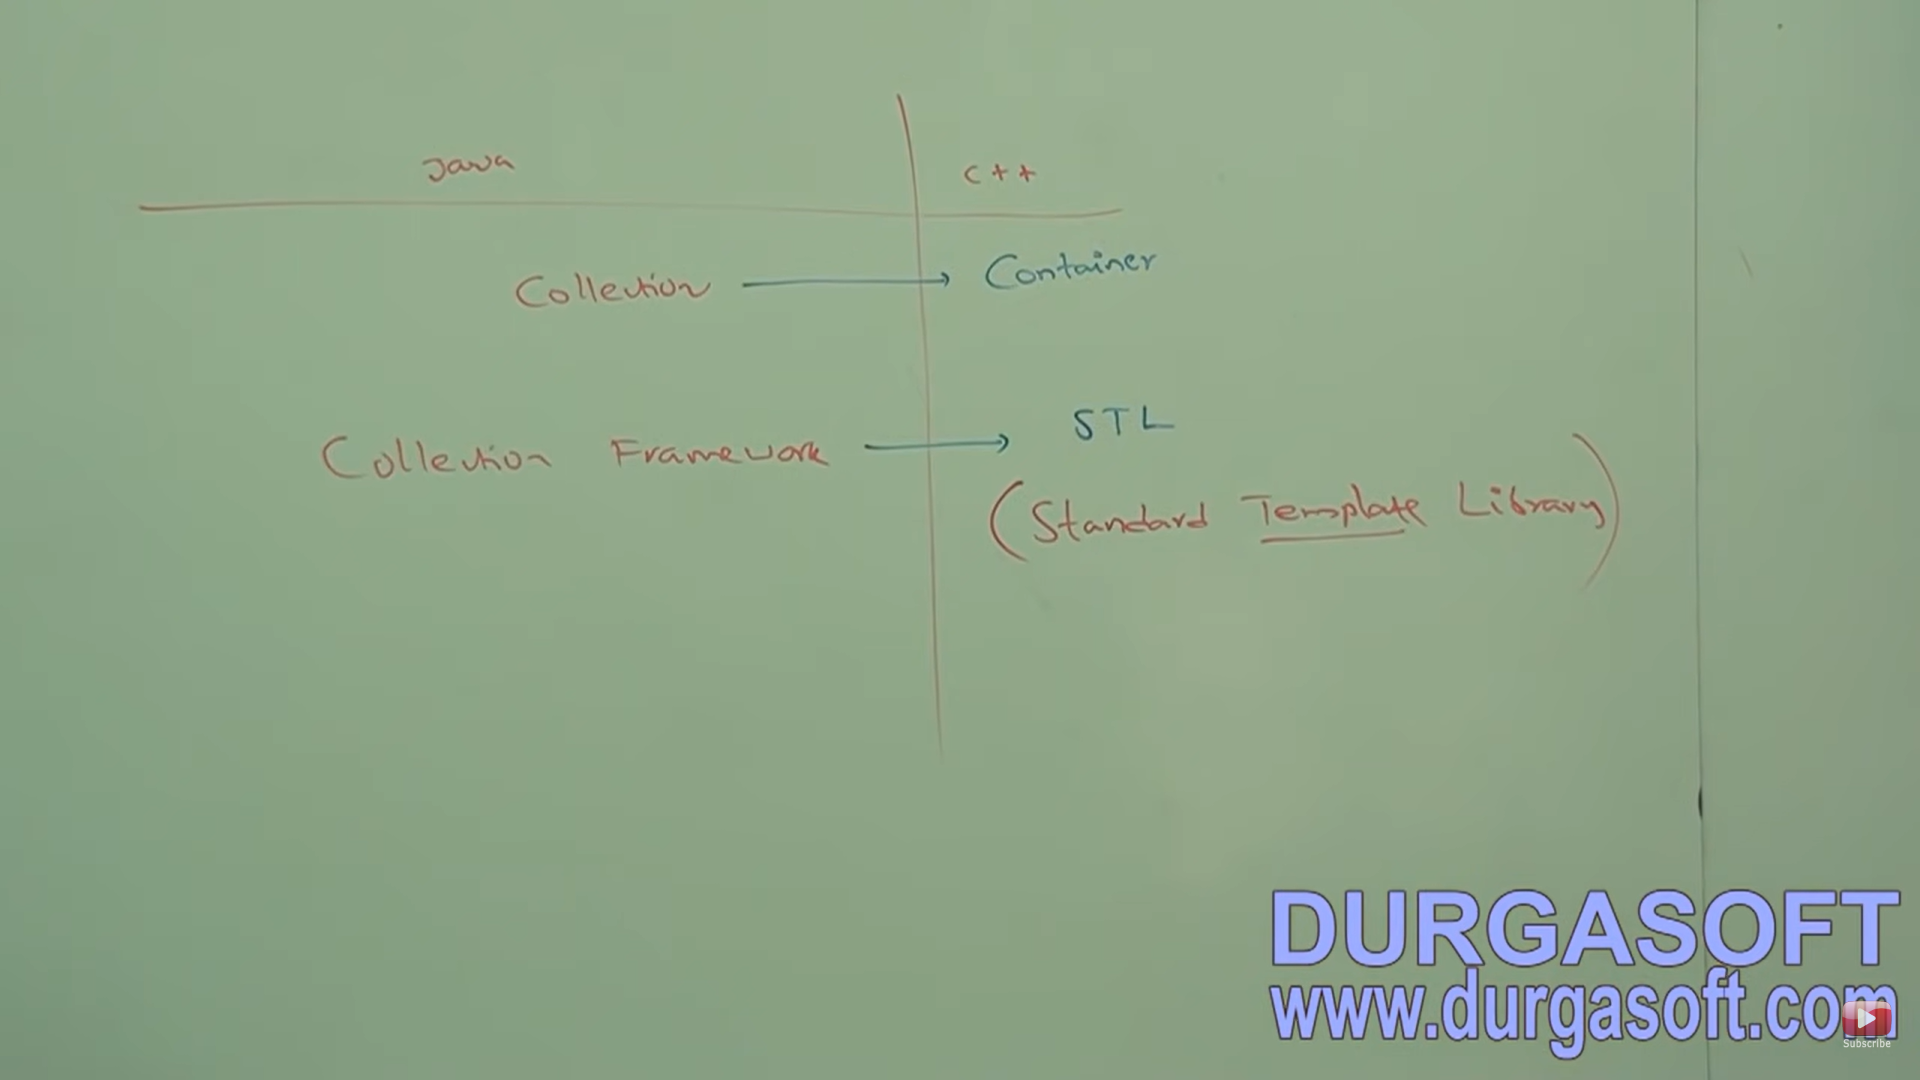 Java
C++
Collection
Container
Collection Framework
STL
(Standard Template Library)
DURGASOFT
www.durgasoft.com
Subscribe